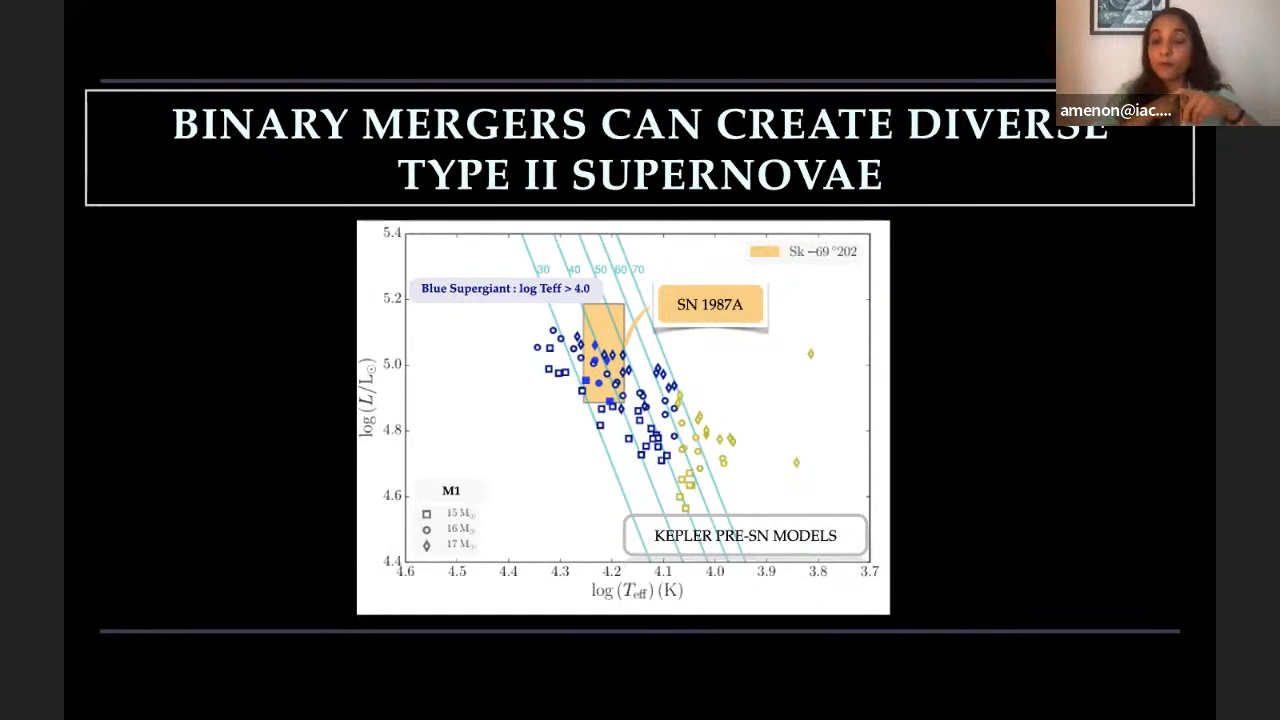 amenon@iac....
BINARY MERGERS CAN CREATE DIVERSE
TYPE II SUPERNOVAE
5.4
5.2
5.0
4.8
4.6
4.4
log (L/L☉)
30 40 50 60 70
Sk −69°202
Blue Supergiant : log Teff > 4.0
SN 1987A
M1
15 M☉
16 M☉
17 M☉
KEPLER PRE-SN MODELS
4.6 4.5 4.4 4.3 4.2 4.1 4.0 3.9 3.8 3.7
log (Teff) (K)